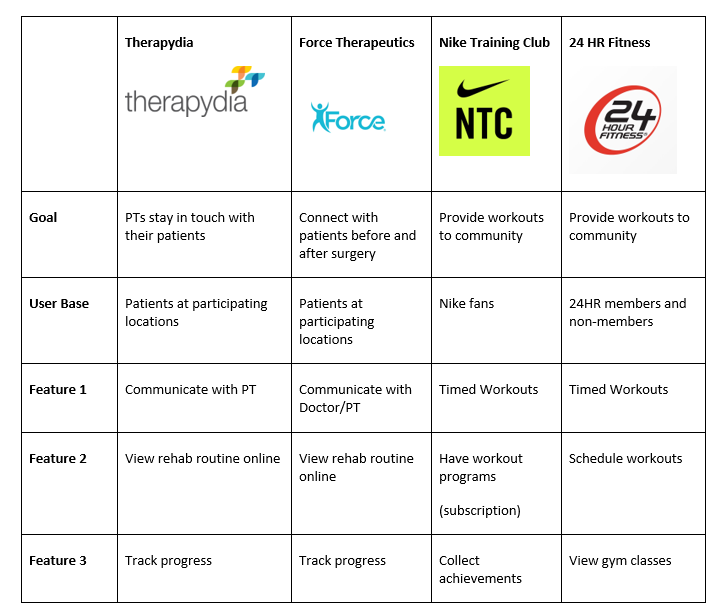 Therapydia
Force Therapeutics
Nike Training Club
24 HR Fitness
therapydia
Force
NTC
24
HOUR
FITNESS
Goal
PTs stay in touch with
their patients
Connect with
patients before and
after surgery
Provide workouts
to community
Provide workouts to
community
User Base
Patients at participating
locations
Patients at
participating
locations
Nike fans
24HR members and
non-members
Feature 1
Communicate with PT
Communicate with
Doctor/PT
Timed Workouts
Timed Workouts
Feature 2
View rehab routine online
View rehab routine
online
Have workout
programs
(subscription)
Schedule workouts
Feature 3
Track progress
Track progress
Collect
achievements
View gym classes